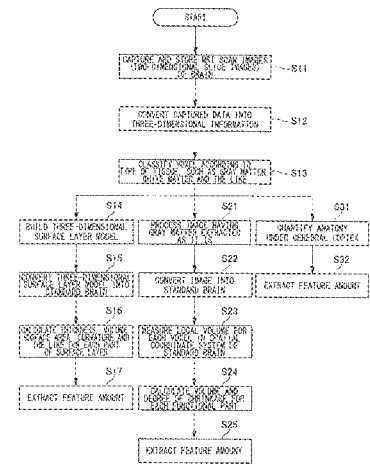 START
CAPTURE AND STORE MRI SCAN IMAGES
(TWO-DIMENSIONAL SLICE IMAGES)
OF BRAIN
S11
CONVERT CAPTURED DATA INTO
THREE-DIMENSIONAL INFORMATION
S12
CLASSIFY VOXEL ACCORDING TO
TYPE OF TISSUE, SUCH AS GRAY MATTER
WHITE MATTER AND THE LIKE
S13
S14
BUILD THREE-DIMENSIONAL
SURFACE LAYER MODEL
S15
CONVERT THREE-DIMENSIONAL
SURFACE LAYER MODEL INTO
STANDARD BRAIN
S16
CALCULATE THICKNESS, VOLUME
SURFACE AREA, CURVATURE AND
THE LIKE FOR EACH PART
OF SURFACE LAYER
S17
EXTRACT FEATURE AMOUNT
S21
PROCESS IMAGE HAVING
GRAY MATTER EXTRACTED
AS IT IS
S22
CONVERT IMAGE INTO
STANDARD BRAIN
S23
MEASURE LOCAL VOLUME FOR
EACH VOXEL IN SPATIAL
COORDINATE SYSTEM OF
STANDARD BRAIN
S24
CALCULATE VOLUME AND
DEGREE OF SHRINKAGE FOR
EACH FUNCTIONAL PART
S25
EXTRACT FEATURE AMOUNT
S31
QUANTIFY ANATOMY
UNDER CEREBRAL CORTEX
S32
EXTRACT FEATURE AMOUNT